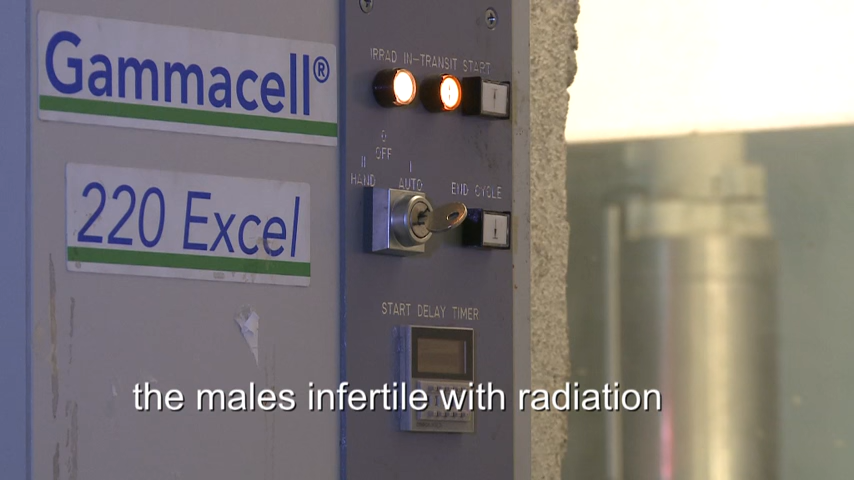 Gammacell®
220 Excel
IRRAD IN-TRANSIT START
0
OFF
II I
HAND AUTO
END CYCLE
START DELAY TIMER
the males infertile with radiation